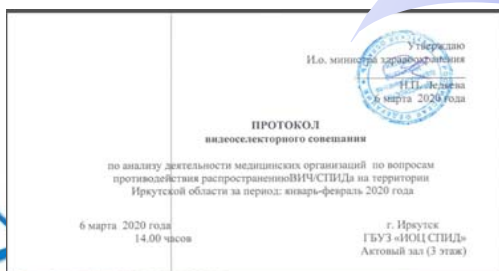 Утверждаю
И.о. министра здравоохранения
Н.П. Ледяева
6 марта 2020 года
ПРОТОКОЛ
видеоселекторного совещания
по анализу деятельности медицинских организаций по вопросам
противодействия распространениюВИЧ/СПИДа на территории
Иркутской области за период: январь-февраль 2020 года
6 марта 2020 года
14.00 часов
г. Иркутск
ГБУЗ «ИОЦ СПИД»
Актовый зал (3 этаж)